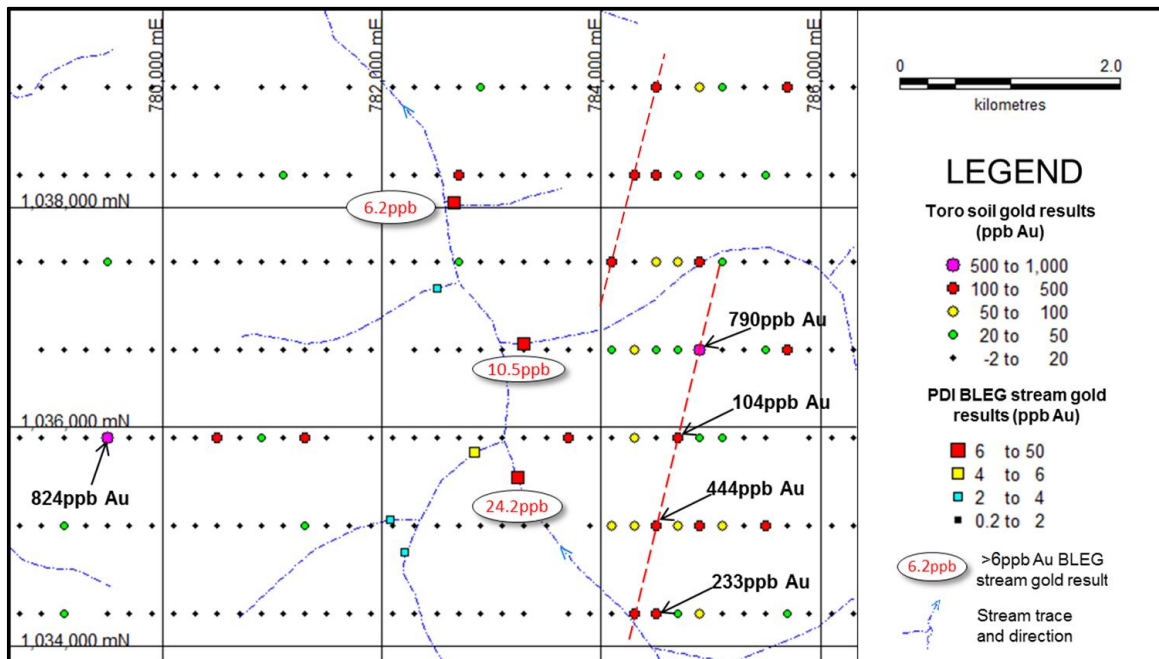 780,000 mE
782,000 mE
784,000 mE
786,000 mE
1,038,000 mN
1,036,000 mN
1,034,000 mN
6.2ppb
10.5ppb
24.2ppb
790ppb Au
104ppb Au
444ppb Au
233ppb Au
824ppb Au
0 2.0
kilometres
LEGEND
Toro soil gold results
(ppb Au)
500 to 1,000
100 to 500
50 to 100
20 to 50
-2 to 20
PDI BLEG stream gold
results (ppb Au)
6 to 50
4 to 6
2 to 4
0.2 to 2
6.2ppb
>6ppb Au BLEG
stream gold result
Stream trace
and direction